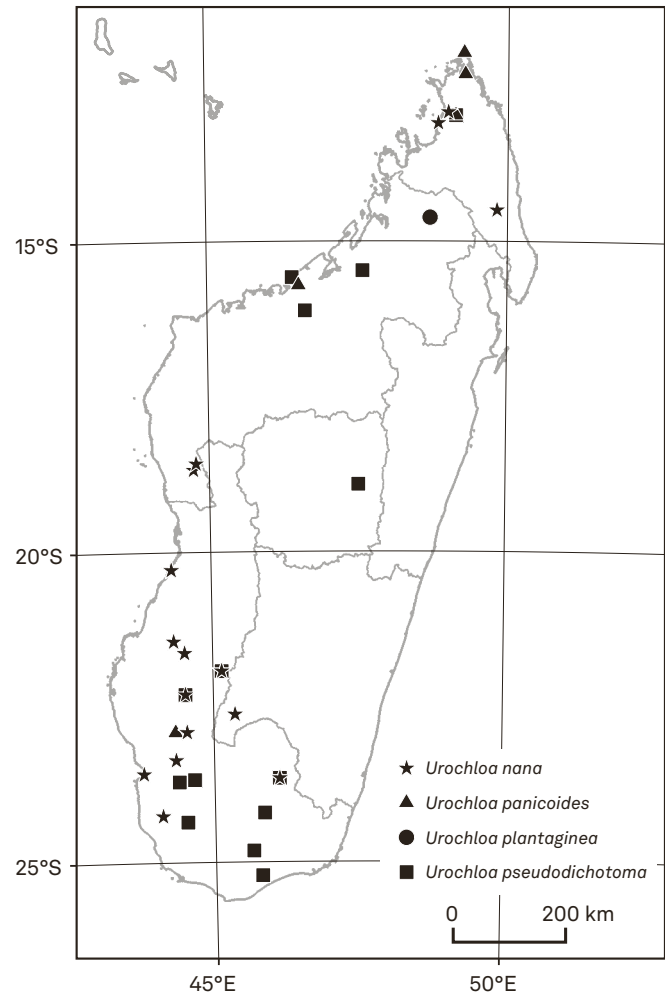 15°S
20°S
25°S
Urochloa nana
Urochloa panicoides
Urochloa plantaginea
Urochloa pseudodichotoma
0 200 km
45°E 50°E